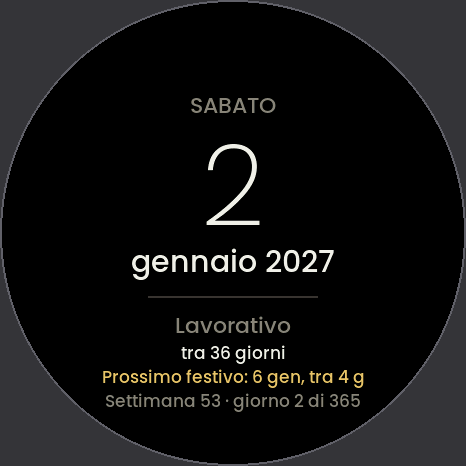 SABATO
2
gennaio 2027
Lavorativo
tra 36 giorni
Prossimo festivo: 6 gen, tra 4 g
Settimana 53 · giorno 2 di 365